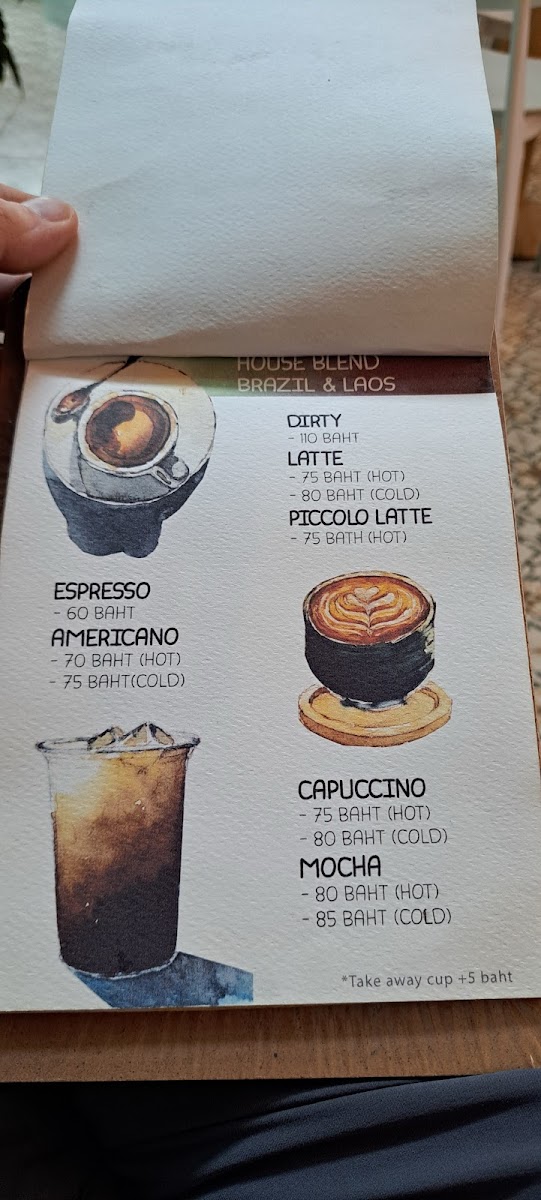 HOUSE BLEND
BRAZIL & LAOS
DIRTY
- 110 BAHT
LATTE
- 75 BAHT (HOT)
- 80 BAHT (COLD)
PICCOLO LATTE
- 75 BATH (HOT)
ESPRESSO
- 60 BAHT
AMERICANO
- 70 BAHT (HOT)
- 75 BAHT(COLD)
CAPUCCINO
- 75 BAHT (HOT)
- 80 BAHT (COLD)
MOCHA
- 80 BAHT (HOT)
- 85 BAHT (COLD)
*Take away cup +5 baht